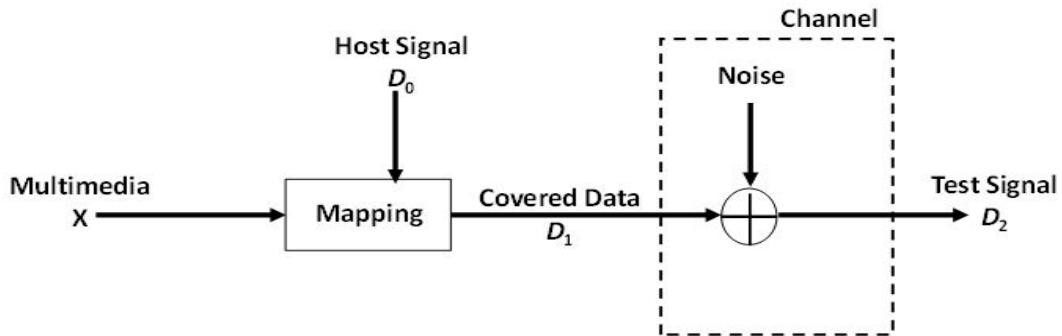 Channel
Host Signal
D₀
Noise
Multimedia
X
Mapping
Covered Data
D₁
Test Signal
D₂